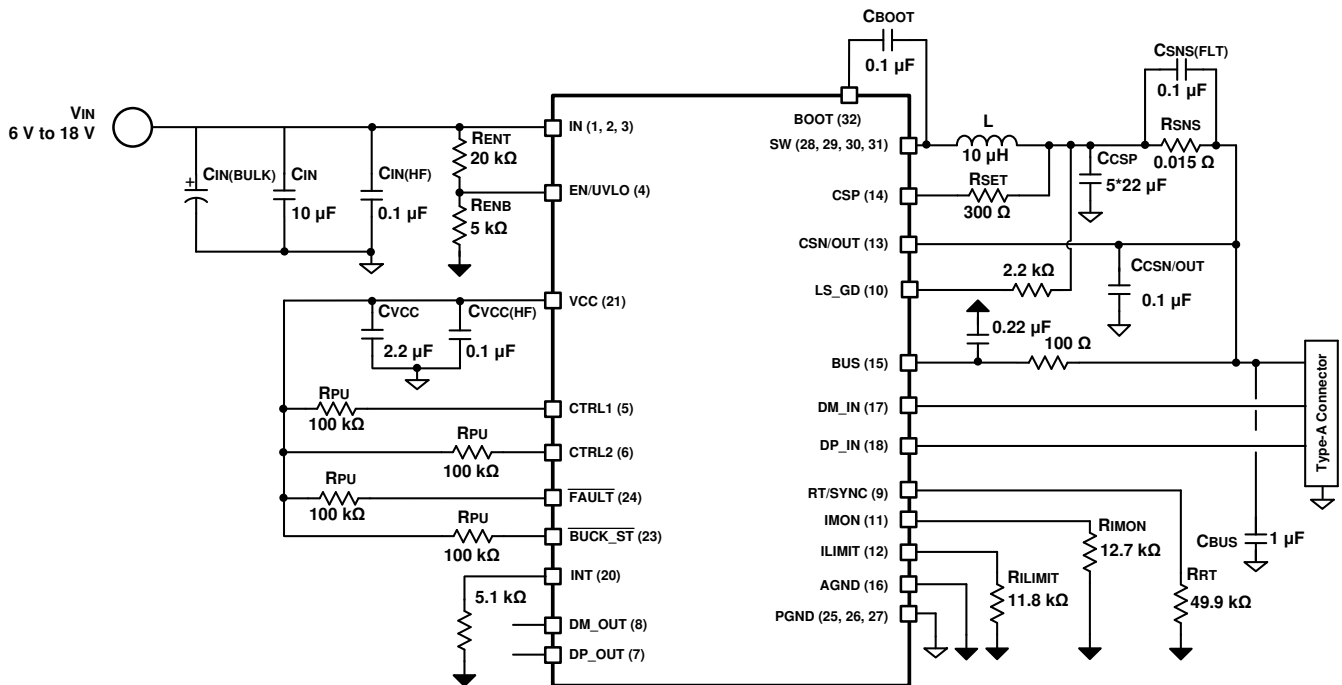 VIN
6 V to 18 V
CIN(BULK)
+
CIN
10 µF
CIN(HF)
0.1 µF
RENT
20 kΩ
RENB
5 kΩ
IN (1, 2, 3)
EN/UVLO (4)
VCC (21)
CVCC
2.2 µF
CVCC(HF)
0.1 µF
RPU
100 kΩ
CTRL1 (5)
RPU
100 kΩ
CTRL2 (6)
RPU
100 kΩ
FAULT (24)
RPU
100 kΩ
BUCK_ST (23)
INT (20)
5.1 kΩ
DM_OUT (8)
DP_OUT (7)
CBOOT
0.1 µF
BOOT (32)
SW (28, 29, 30, 31)
L
10 µH
CSP (14)
RSET
300 Ω
CCSP
5*22 µF
CSNS(FLT)
0.1 µF
RSNS
0.015 Ω
CSN/OUT (13)
CCSN/OUT
0.1 µF
LS_GD (10)
2.2 kΩ
0.22 µF
100 Ω
BUS (15)
DM_IN (17)
DP_IN (18)
Type-A Connector
RT/SYNC (9)
IMON (11)
ILIMIT (12)
AGND (16)
PGND (25, 26, 27)
RILIMIT
11.8 kΩ
RIMON
12.7 kΩ
CBUS
1 µF
RRT
49.9 kΩ